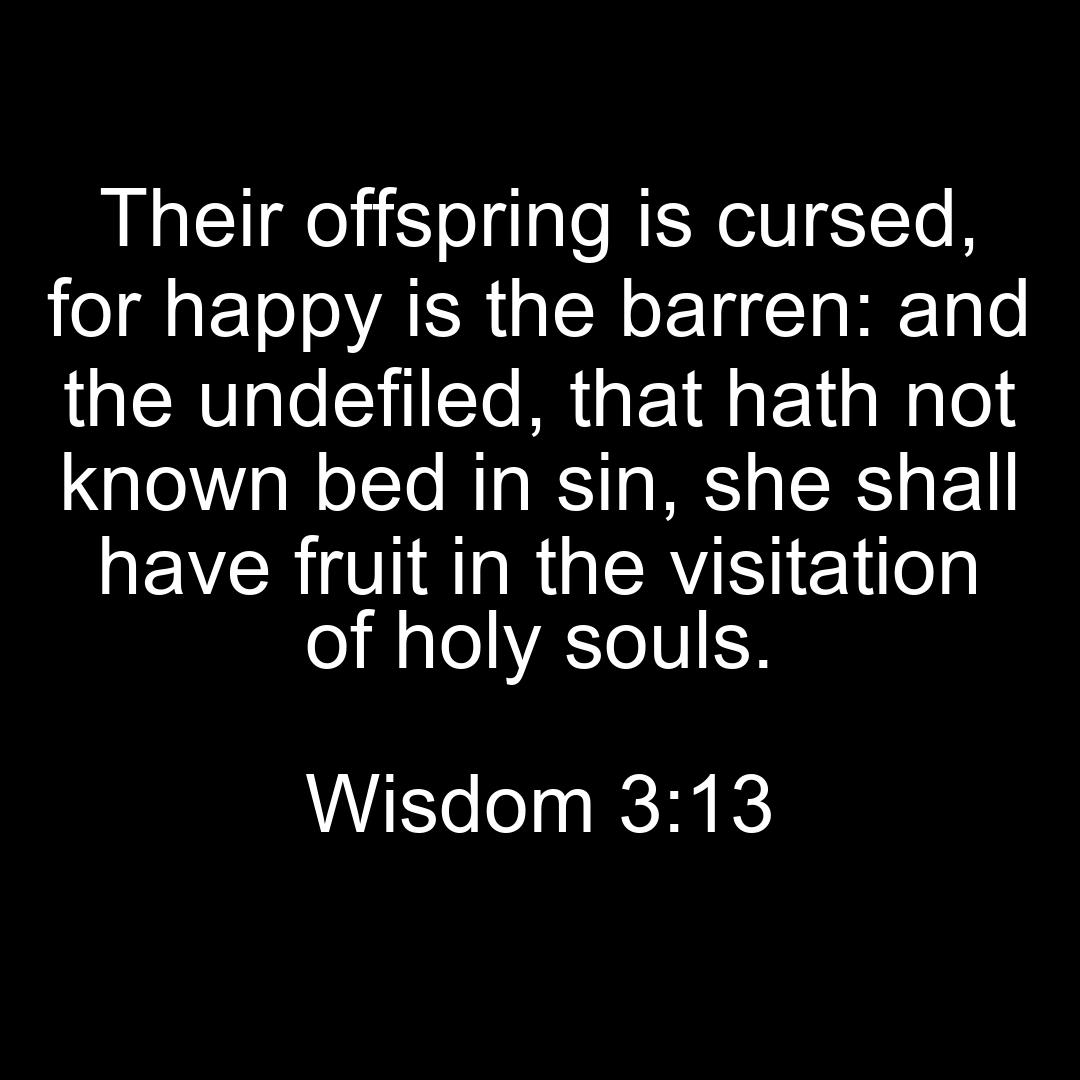 Their offspring is cursed,
for happy is the barren: and
the undefiled, that hath not
known bed in sin, she shall
have fruit in the visitation
of holy souls.
Wisdom 3:13